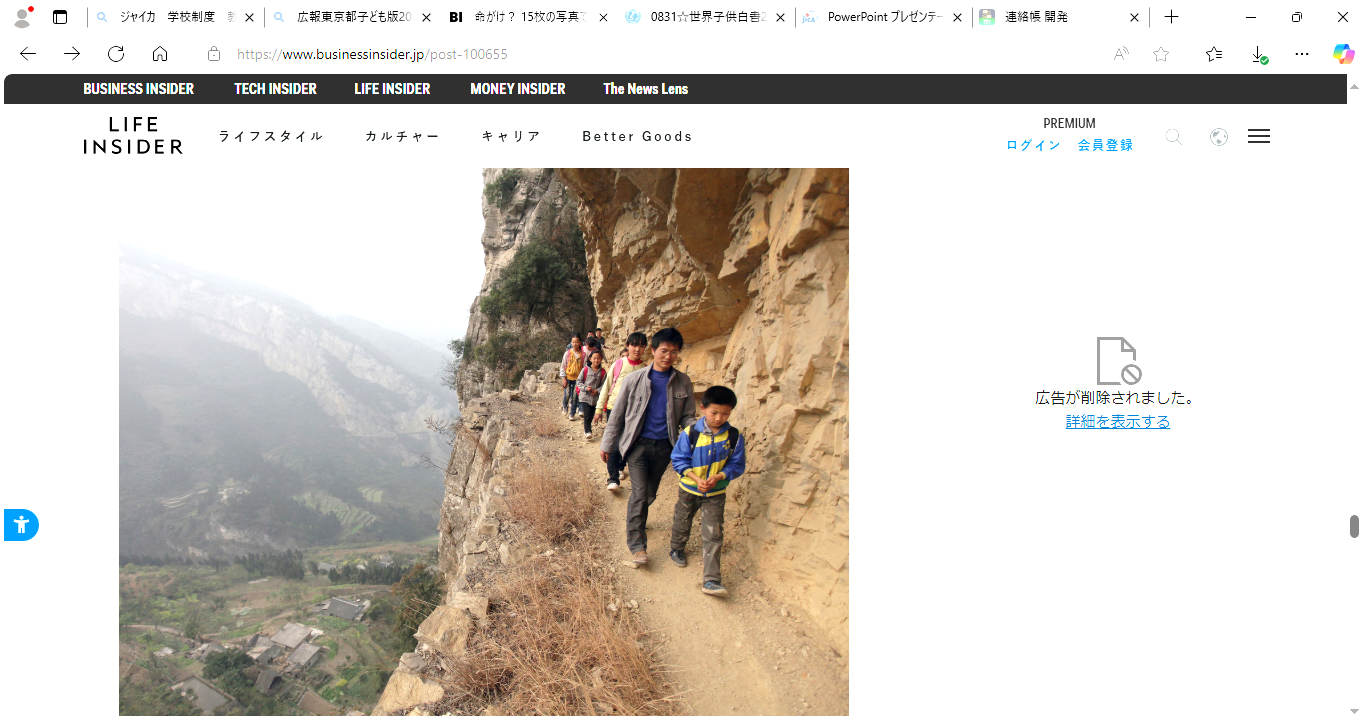 ジャイカ 学校制度
広報東京都子ども版20
BI 命がけ？ 15枚の写真で
0831☆世界子供白書2
JICA PowerPoint プレゼンテー
連絡帳 開発
https://www.businessinsider.jp/post-100655
BUSINESS INSIDER TECH INSIDER LIFE INSIDER MONEY INSIDER The News Lens
LIFE INSIDER
ライフスタイル カルチャー キャリア Better Goods
PREMIUM
ログイン 会員登録
広告が削除されました。
詳細を表示する